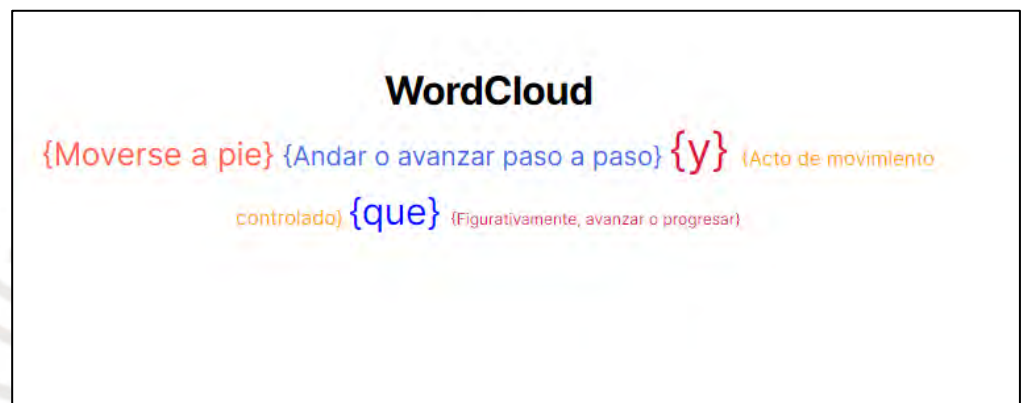 WordCloud
{Moverse a pie} {Andar o avanzar paso a paso} {y} {Acto de movimiento
controlado} {que} {Figurativamente, avanzar o progresar}